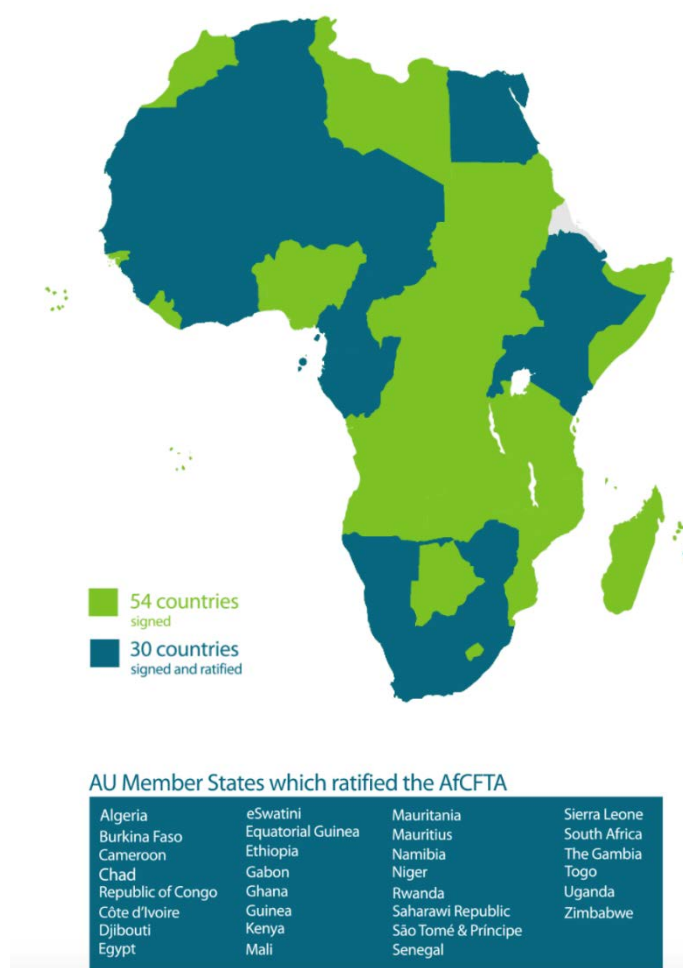 54 countries
signed
30 countries
signed and ratified
AU Member States which ratified the AfCFTA
Algeria
Burkina Faso
Cameroon
Chad
Republic of Congo
Côte d'Ivoire
Djibouti
Egypt
eSwatini
Equatorial Guinea
Ethiopia
Gabon
Ghana
Guinea
Kenya
Mali
Mauritania
Mauritius
Namibia
Niger
Rwanda
Saharawi Republic
São Tomé & Príncipe
Senegal
Sierra Leone
South Africa
The Gambia
Togo
Uganda
Zimbabwe